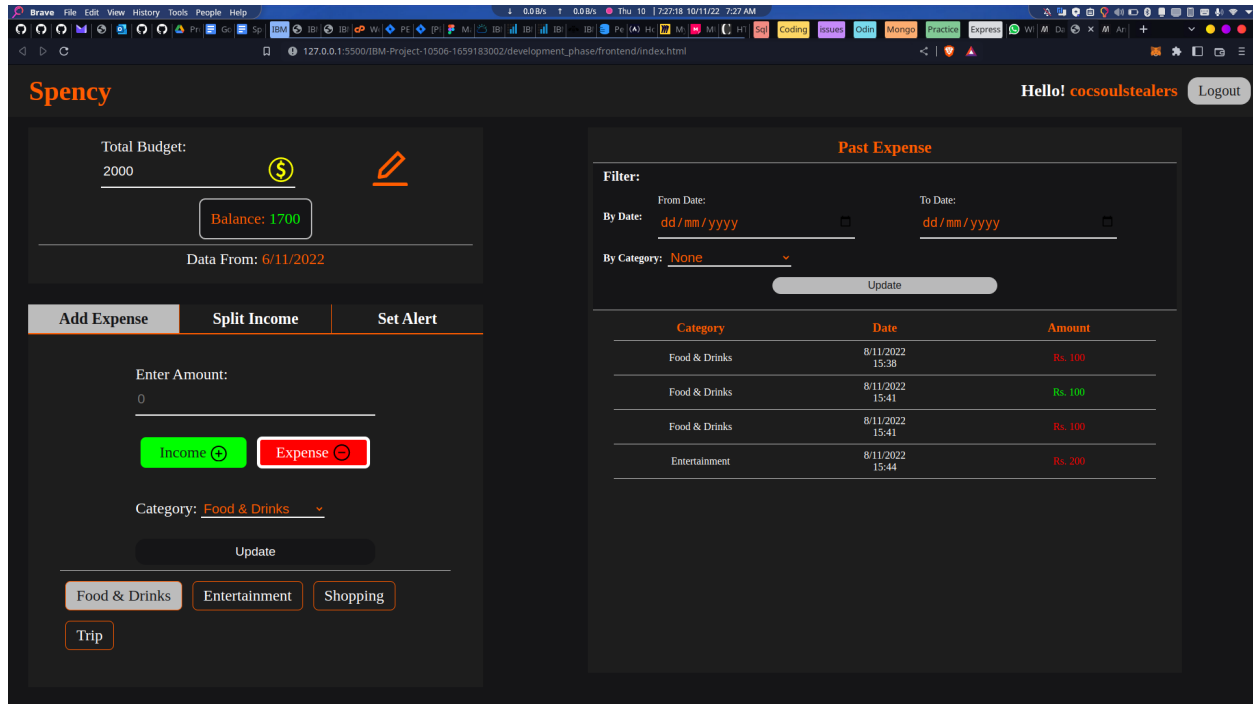 Brave File Edit View History Tools People Help
↓ 0.0 B/s ↑ 0.0 B/s Thu 10 | 7:27:18 10/11/22 7:27 AM
IBM Sql Coding issues Odin Mongo Practice Express
127.0.0.1:5500/IBM-Project-10506-1659183002/development_phase/frontend/index.html
Spency
Hello! cocsoulstealers
Logout
Total Budget:
2000
Balance: 1700
Data From: 6/11/2022
Add Expense Split Income Set Alert
Enter Amount:
0
Income
Expense
Category: Food & Drinks
Update
Food & Drinks Entertainment Shopping
Trip
Past Expense
Filter:
From Date: To Date:
By Date: dd/mm/yyyy dd/mm/yyyy
By Category: None
Update
Category Date Amount
Food & Drinks 8/11/2022 15:38 Rs. 100
Food & Drinks 8/11/2022 15:41 Rs. 100
Food & Drinks 8/11/2022 15:41 Rs. 100
Entertainment 8/11/2022 15:44 Rs. 200